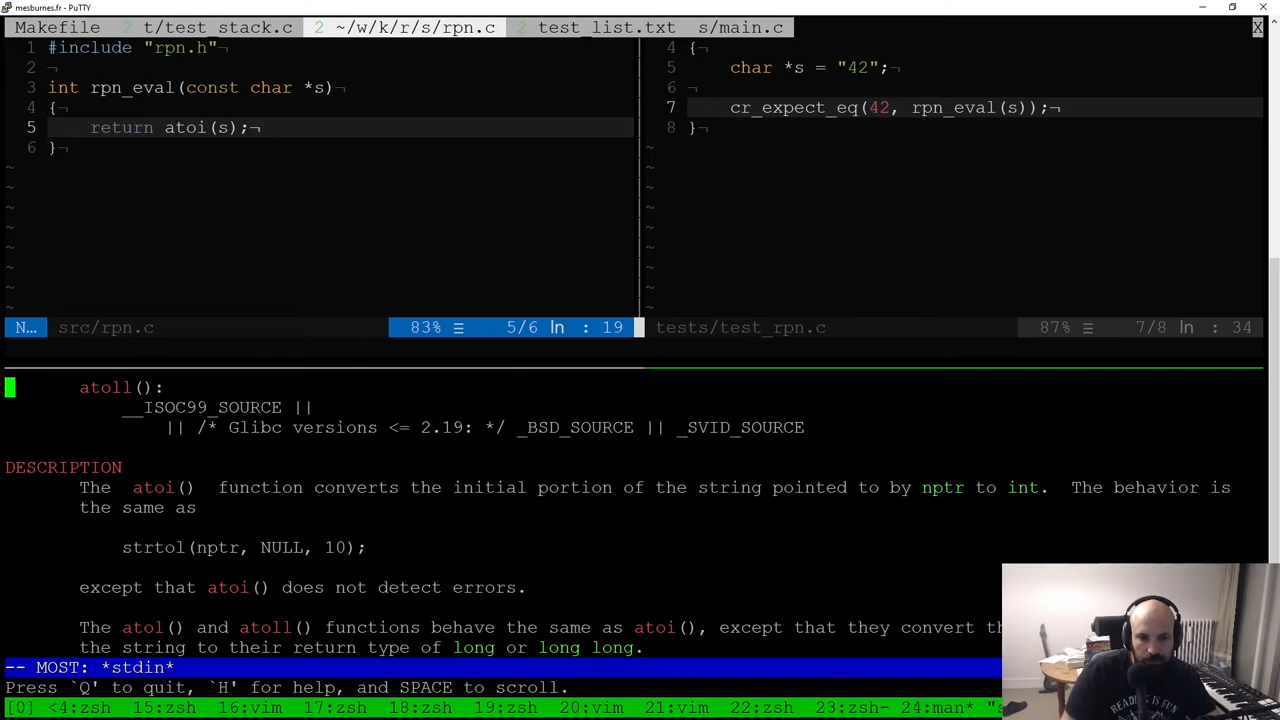 mesburnes.fr - PuTTY
Makefile 2 t/test_stack.c 2 ~/w/k/r/s/rpn.c 2 test_list.txt s/main.c X
1 #include "rpn.h"¬
2 ¬
3 int rpn_eval(const char *s)¬
4 {¬
5 return atoi(s);¬
6 }¬
~
~
~
~
~
~
~
~
N... src/rpn.c 83% ☰ 5/6 ln : 19
4 {¬
5 char *s = "42";¬
6 ¬
7 cr_expect_eq(42, rpn_eval(s));¬
8 }¬
~
~
~
~
~
~
~
~
~
tests/test_rpn.c 87% ☰ 7/8 ln : 34
atoll():
__ISOC99_SOURCE ||
|| /* Glibc versions <= 2.19: */ _BSD_SOURCE || _SVID_SOURCE
DESCRIPTION
The atoi() function converts the initial portion of the string pointed to by nptr to int. The behavior is
the same as
strtol(nptr, NULL, 10);
except that atoi() does not detect errors.
The atol() and atoll() functions behave the same as atoi(), except that they convert
the string to their return type of long or long long.
-- MOST: *stdin*
Press `Q' to quit, `H' for help, and SPACE to scroll.
[0] <4:zsh 15:zsh 16:vim 17:zsh 18:zsh 19:zsh 20:vim 21:vim 22:zsh 23:zsh- 24:man*
READING IS FUN